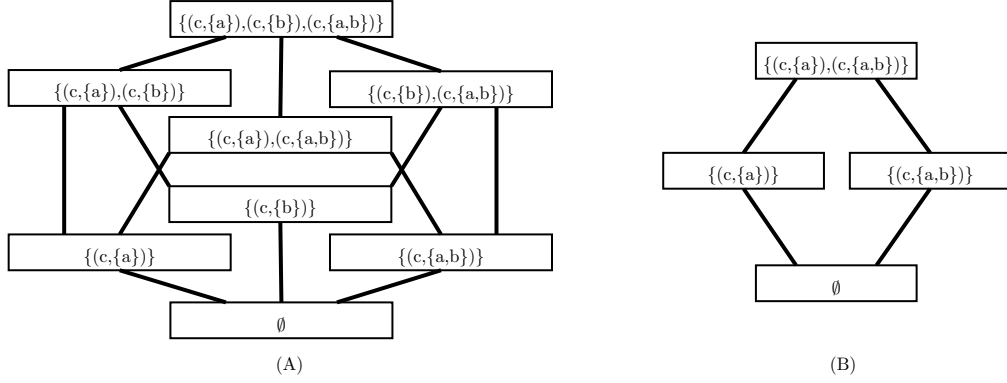 {(c,{a}),(c,{b}),(c,{a,b})}
{(c,{a}),(c,{b})}
{(c,{b}),(c,{a,b})}
{(c,{a}),(c,{a,b})}
{(c,{b})}
{(c,{a})}
{(c,{a,b})}
∅
(A)
{(c,{a}),(c,{a,b})}
{(c,{a})}
{(c,{a,b})}
∅
(B)